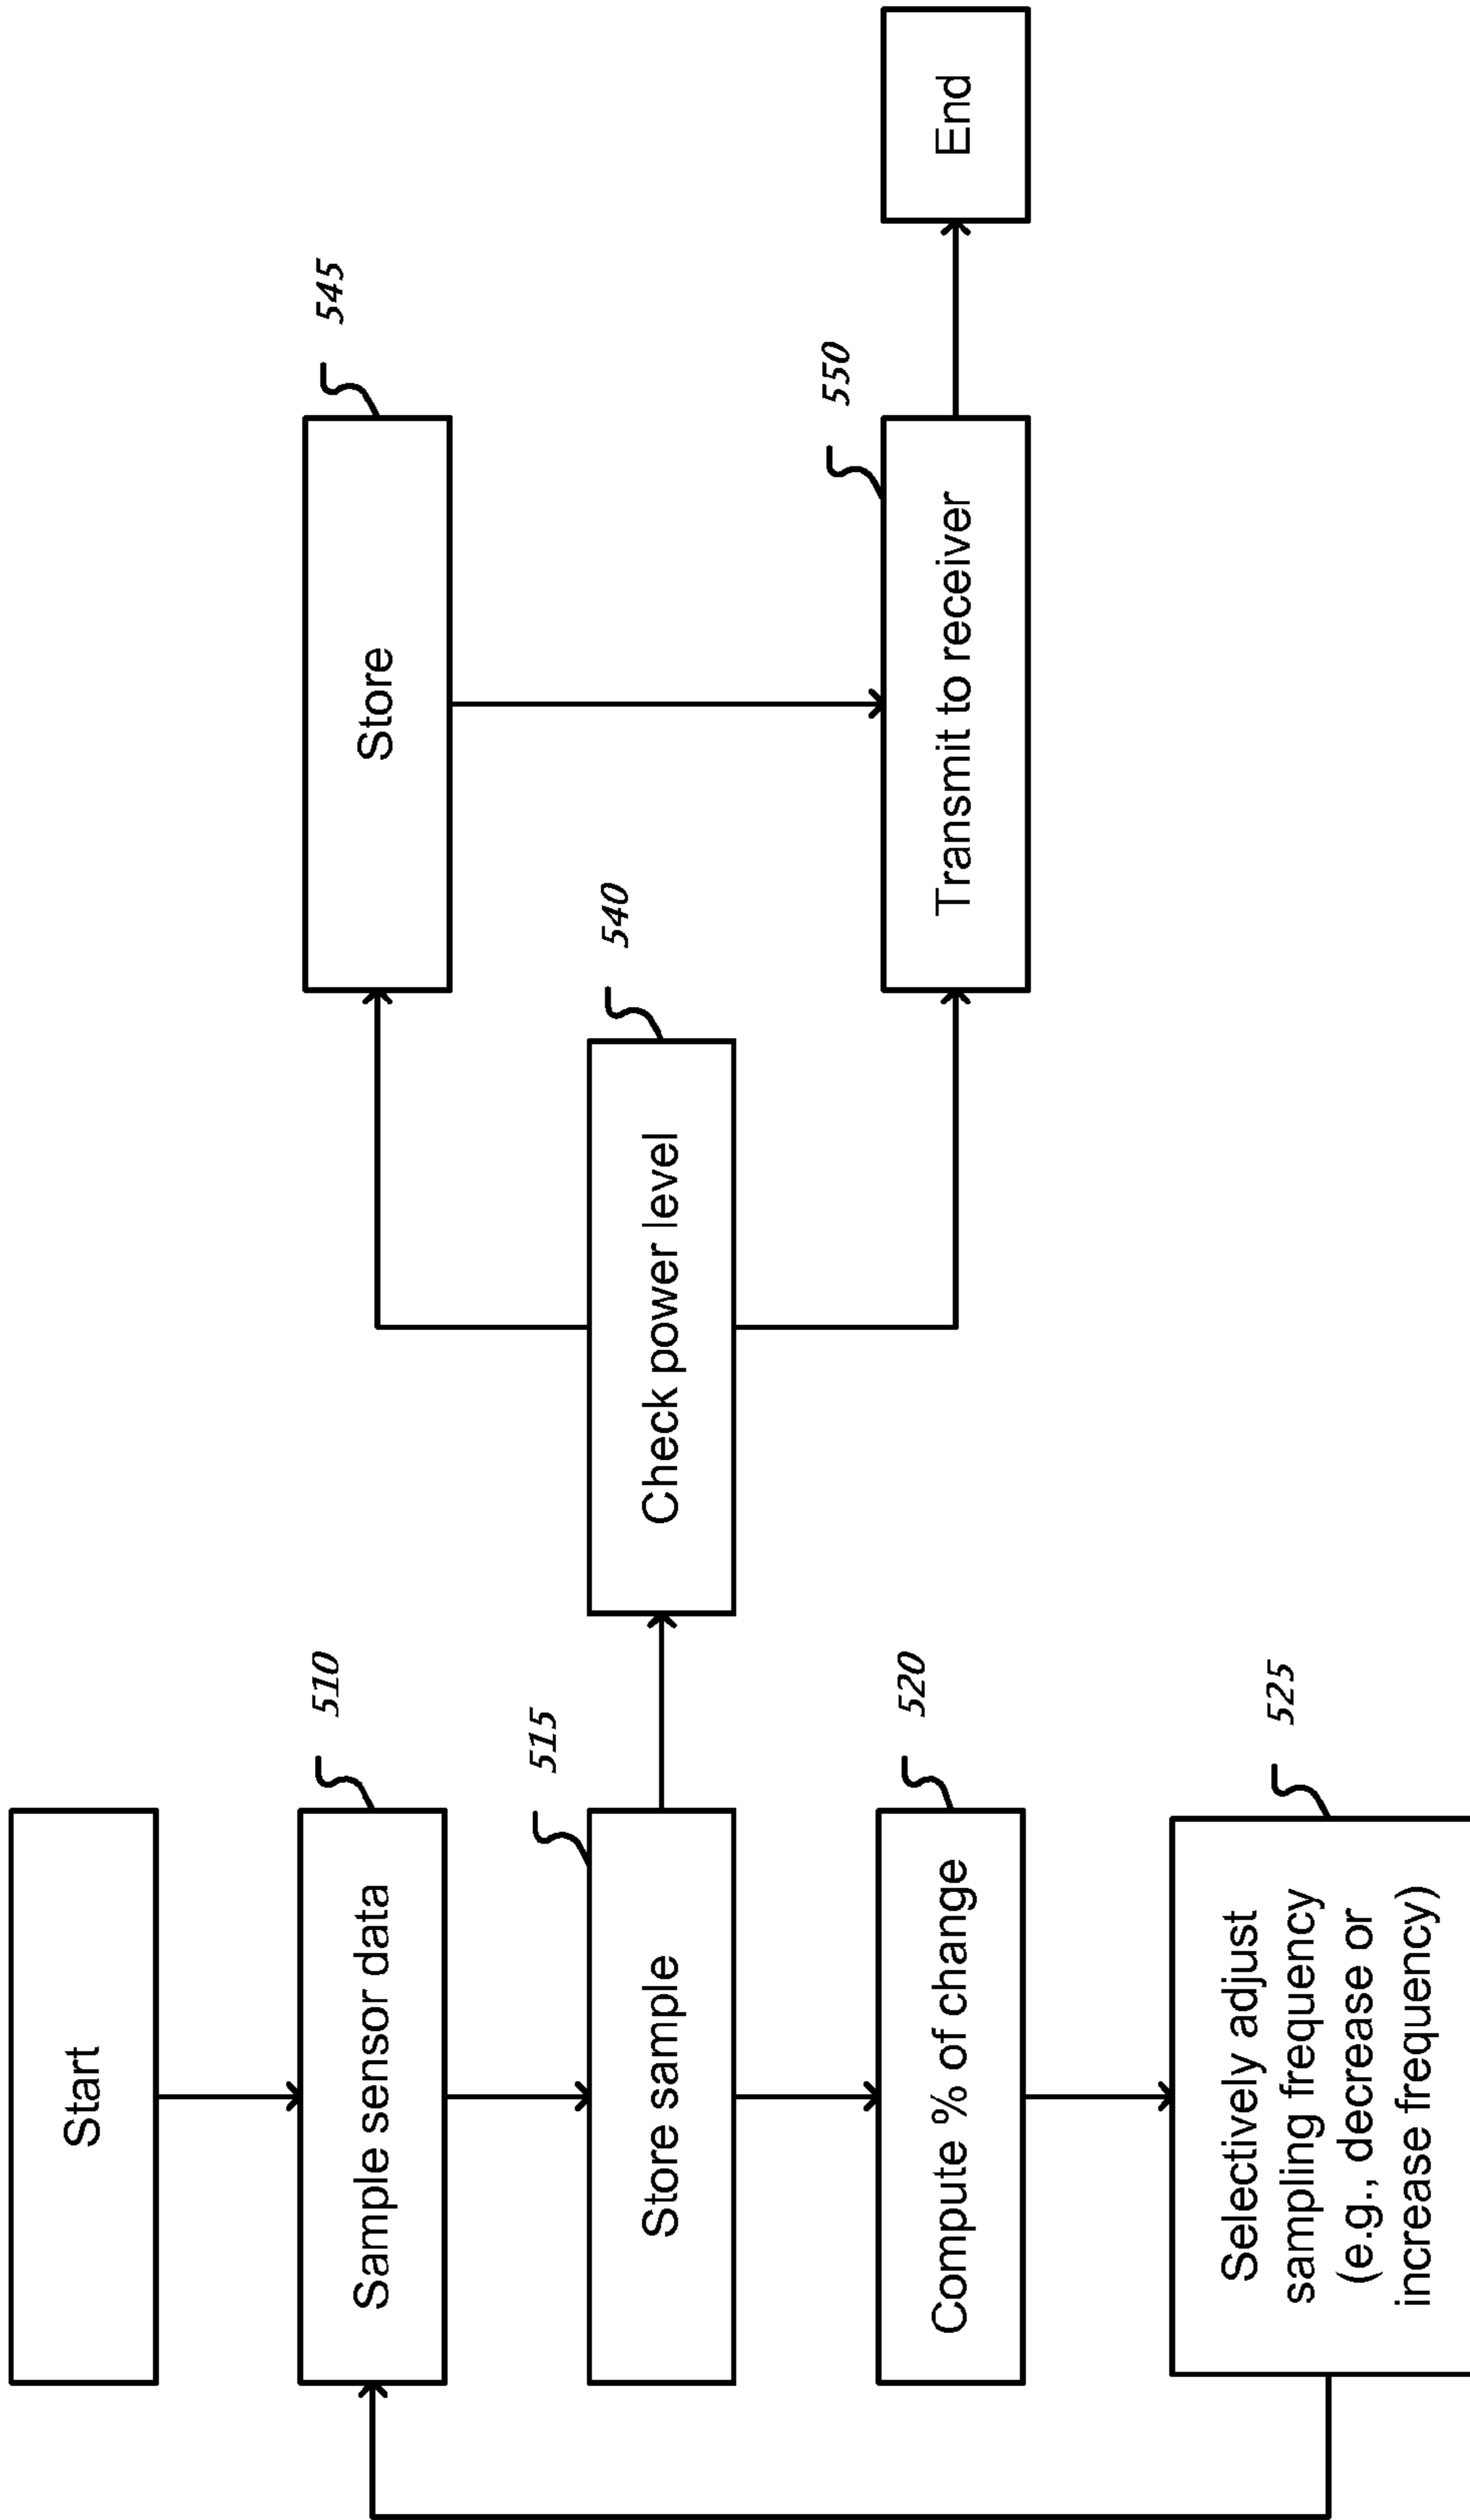 Start
Sample sensor data
510
Store sample
515
Compute % of change
520
Selectively adjust
sampling frequency
(e.g., decrease or
increase frequency)
525
Check power level
540
Store
545
Transmit to receiver
550
End